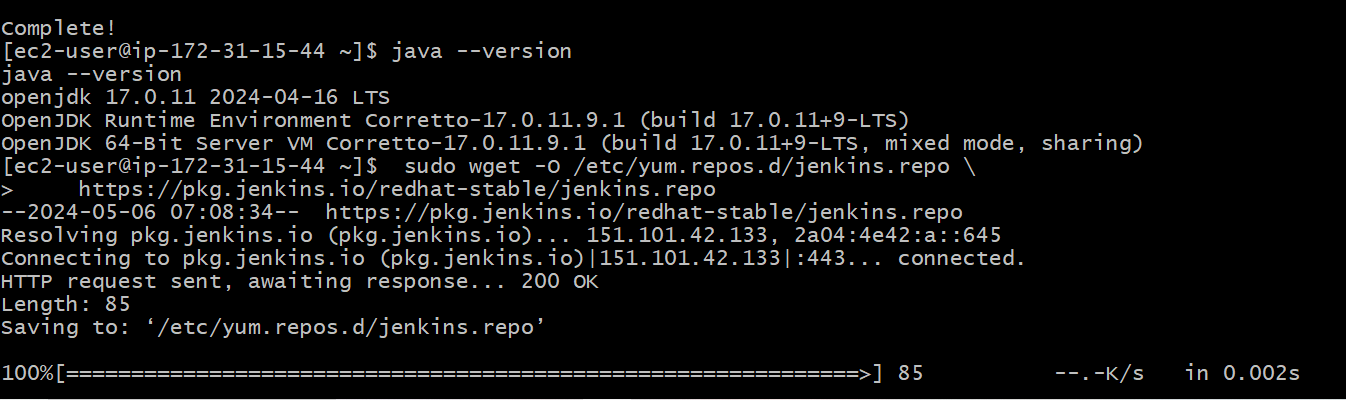 Complete!
[ec2-user@ip-172-31-15-44 ~]$ java --version
java --version
openjdk 17.0.11 2024-04-16 LTS
OpenJDK Runtime Environment Corretto-17.0.11.9.1 (build 17.0.11+9-LTS)
OpenJDK 64-Bit Server VM Corretto-17.0.11.9.1 (build 17.0.11+9-LTS, mixed mode, sharing)
[ec2-user@ip-172-31-15-44 ~]$  sudo wget -O /etc/yum.repos.d/jenkins.repo \
>     https://pkg.jenkins.io/redhat-stable/jenkins.repo
--2024-05-06 07:08:34--  https://pkg.jenkins.io/redhat-stable/jenkins.repo
Resolving pkg.jenkins.io (pkg.jenkins.io)... 151.101.42.133, 2a04:4e42:a::645
Connecting to pkg.jenkins.io (pkg.jenkins.io)|151.101.42.133|:443... connected.
HTTP request sent, awaiting response... 200 OK
Length: 85
Saving to: ‘/etc/yum.repos.d/jenkins.repo’
100%[=============================================================>] 85          --.-K/s   in 0.002s